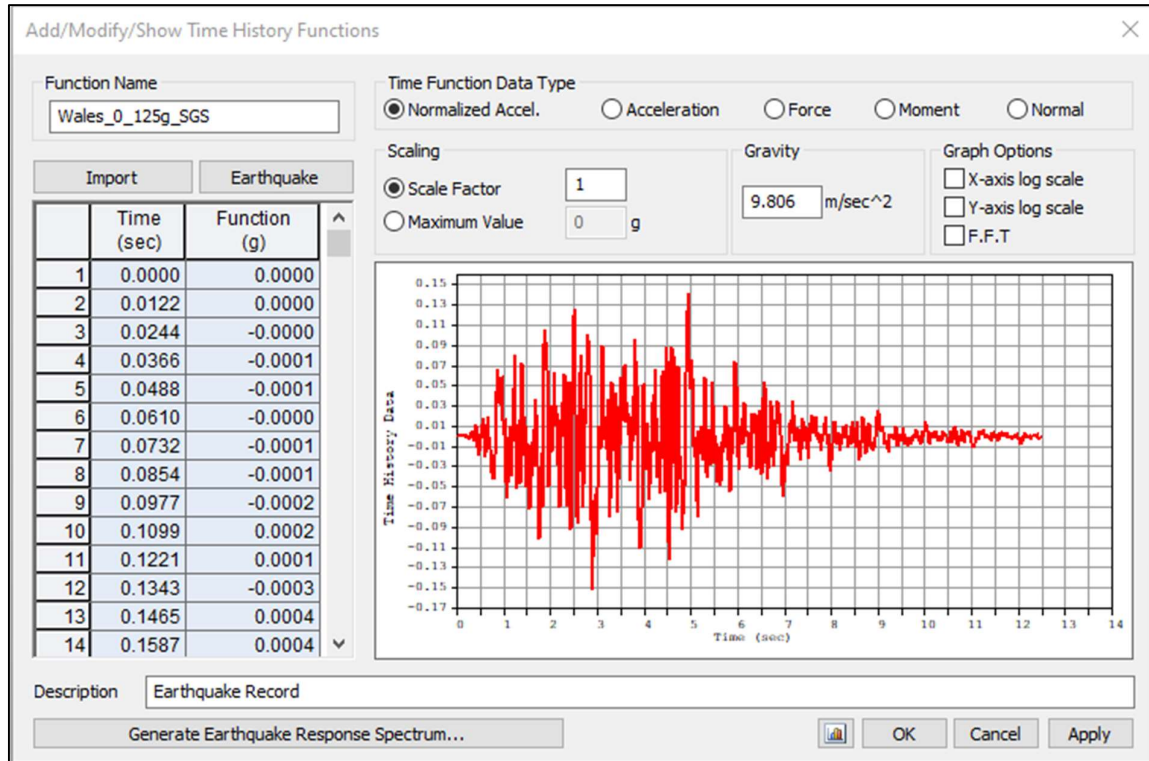 Add/Modify/Show Time History Functions
Function Name
Wales_0_125g_SGS
Import
Earthquake
Time (sec) Function (g)
1 0.0000 0.0000
2 0.0122 0.0000
3 0.0244 -0.0000
4 0.0366 -0.0001
5 0.0488 -0.0001
6 0.0610 -0.0000
7 0.0732 -0.0001
8 0.0854 -0.0001
9 0.0977 -0.0002
10 0.1099 0.0002
11 0.1221 0.0001
12 0.1343 -0.0003
13 0.1465 0.0004
14 0.1587 0.0004
Time Function Data Type
Normalized Accel. Acceleration Force Moment Normal
Scaling
Scale Factor 1
Maximum Value 0 g
Gravity
9.806 m/sec^2
Graph Options
X-axis log scale
Y-axis log scale
F.F.T
Time History Data
0.15
0.13
0.11
0.09
0.07
0.05
0.03
0.01
-0.01
-0.03
-0.05
-0.07
-0.09
-0.11
-0.13
-0.15
-0.17
0 1 2 3 4 5 6 7 8 9 10 11 12 13 14
Time (sec)
Description Earthquake Record
Generate Earthquake Response Spectrum... OK Cancel Apply